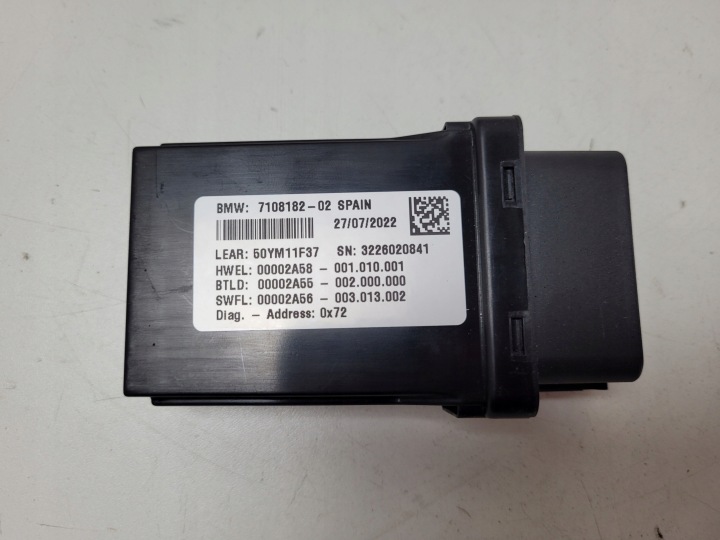 BMW: 7108182-02 SPAIN
27/07/2022
LEAR: 50YM11F37 SN: 3226020841
HWEL: 00002A58 - 001.010.001
BTLD: 00002A55 - 002.000.000
SWFL: 00002A56 - 003.013.002
Diag. - Address: 0x72